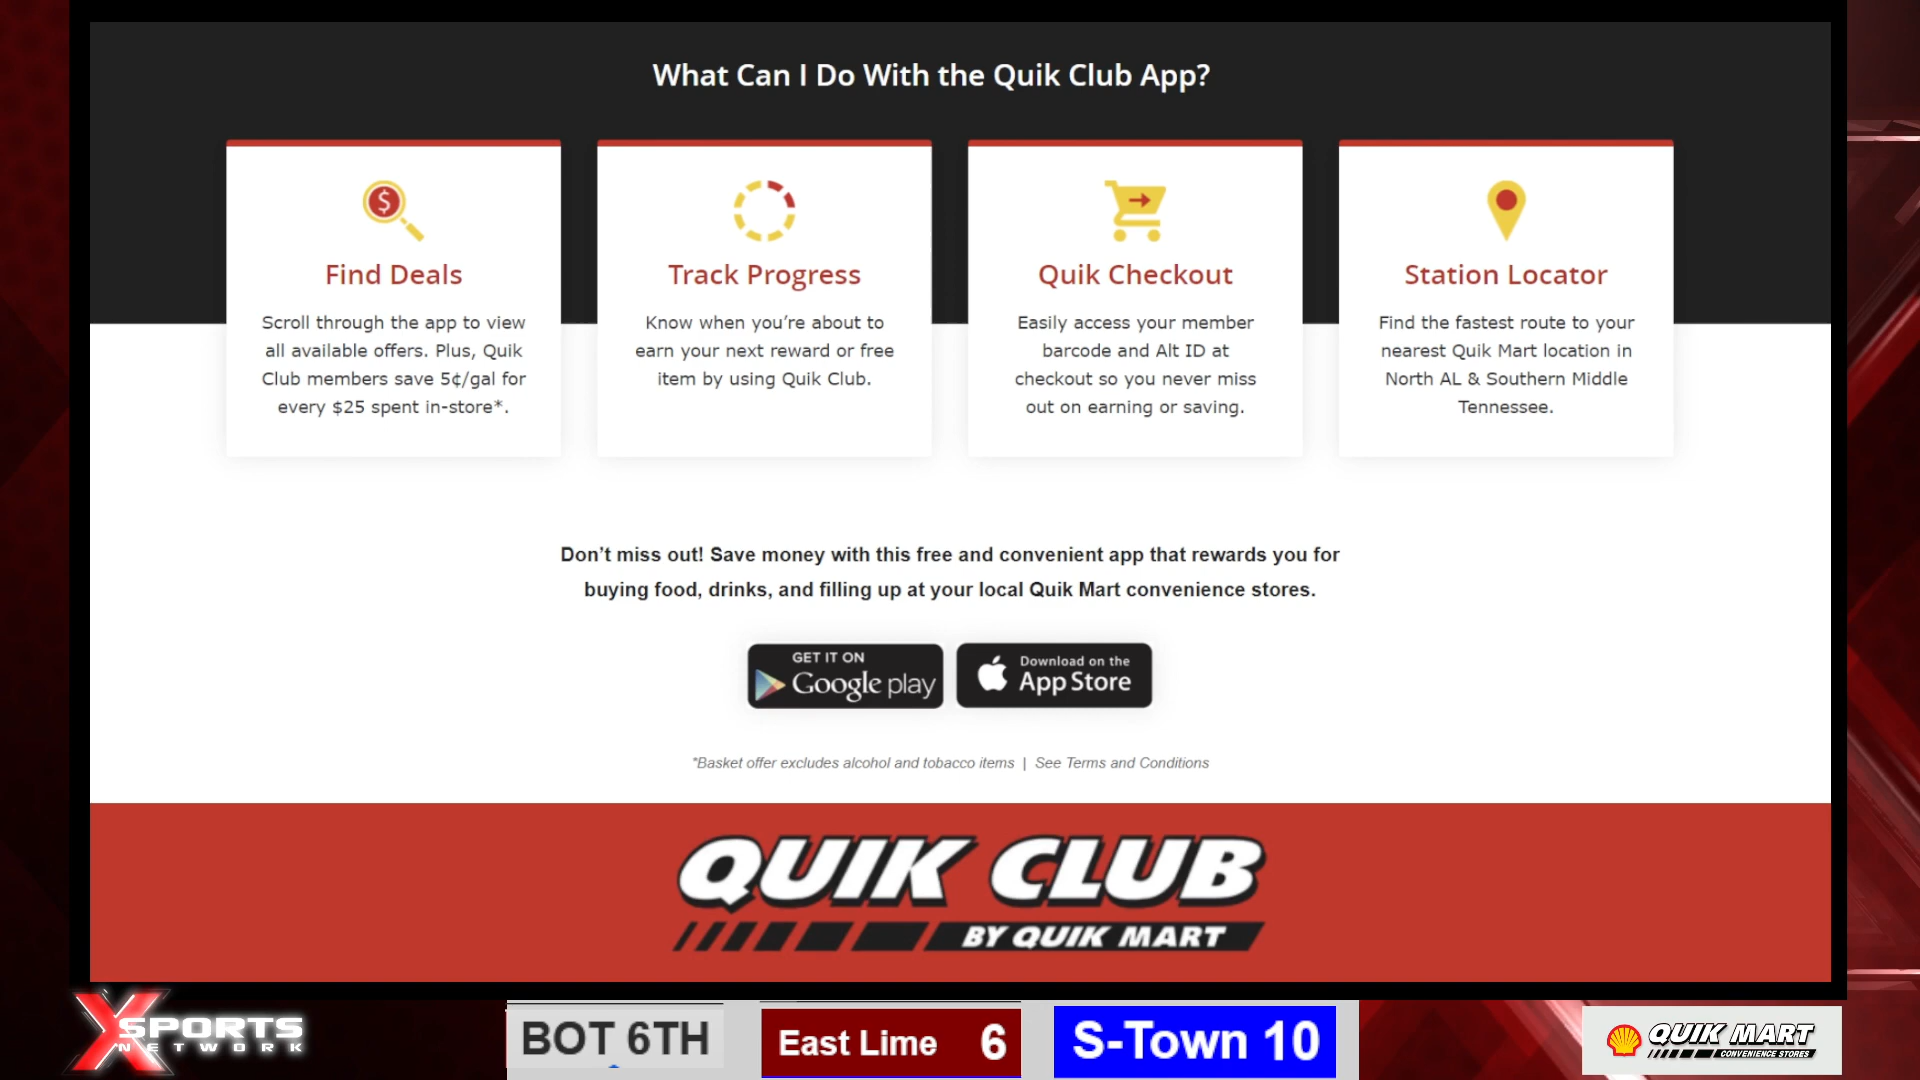 What Can I Do With the Quik Club App?
$
Find Deals
Scroll through the app to view
all available offers. Plus, Quik
Club members save 5¢/gal for
every $25 spent in-store*.
Track Progress
Know when you’re about to
earn your next reward or free
item by using Quik Club.
Quik Checkout
Easily access your member
barcode and Alt ID at
checkout so you never miss
out on earning or saving.
Station Locator
Find the fastest route to your
nearest Quik Mart location in
North AL & Southern Middle
Tennessee.
Don’t miss out! Save money with this free and convenient app that rewards you for
buying food, drinks, and filling up at your local Quik Mart convenience stores.
GET IT ON
Google play
Download on the
App Store
*Basket offer excludes alcohol and tobacco items | See Terms and Conditions
QUIK CLUB
BY QUIK MART
X SPORTS
NETWORK
BOT 6TH
East Lime 6
S-Town 10
QUIK MART
CONVENIENCE STORES